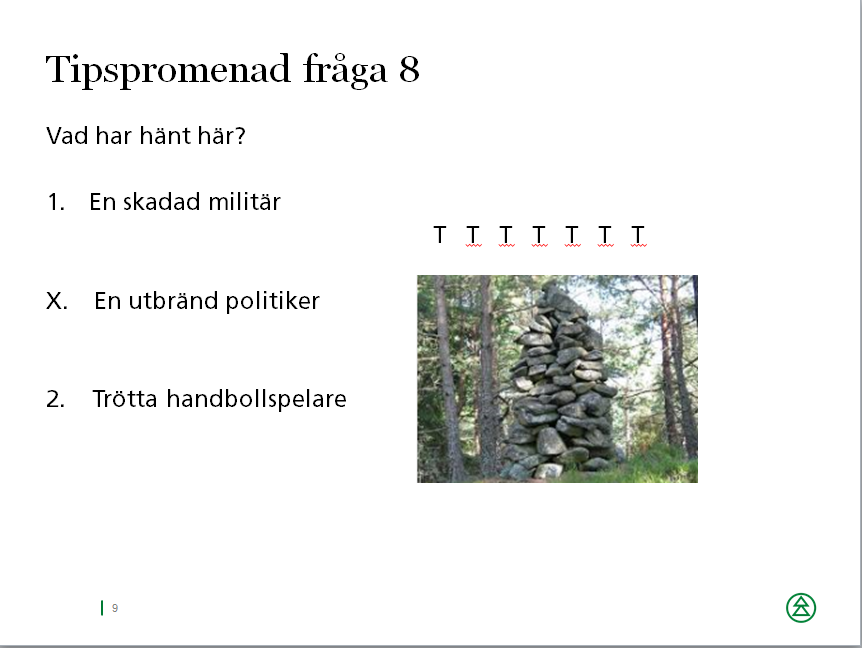 Tipspromenad fråga 8
Vad har hänt här?
1. En skadad militär
T T T T T T T
X. En utbränd politiker
2. Trötta handbollspelare
9